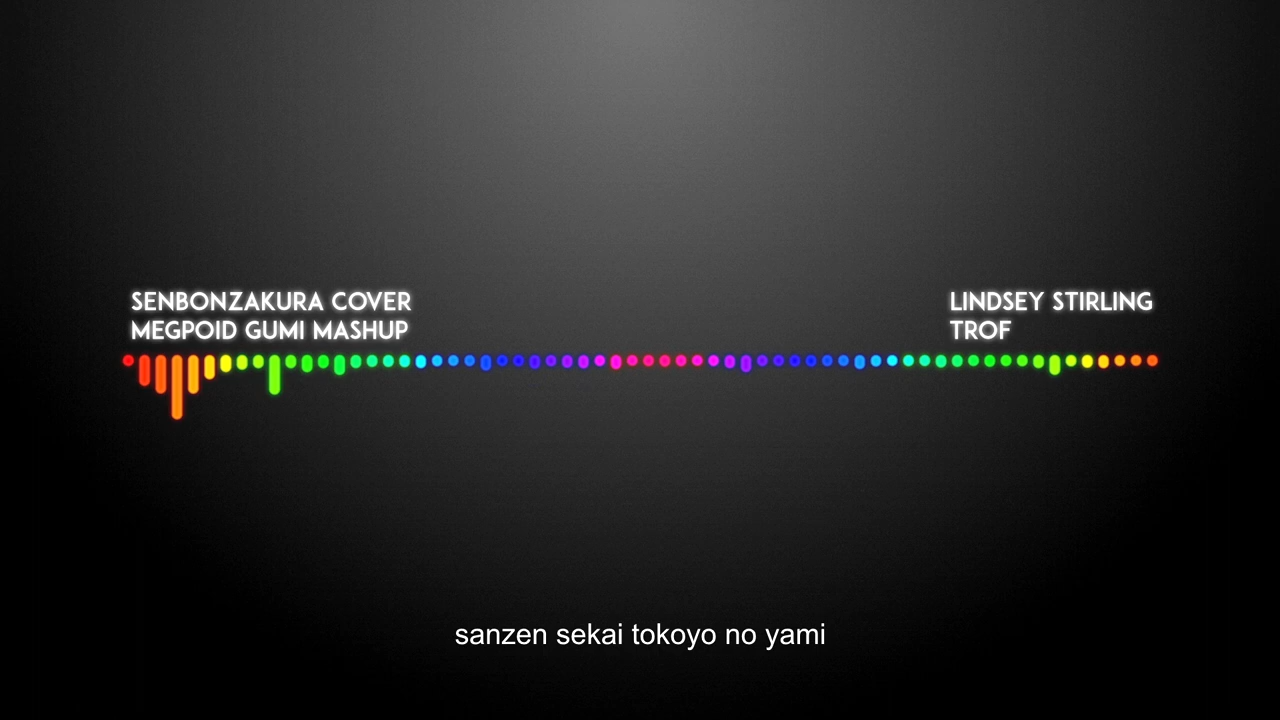 SENBONZAKURA COVER
MEGPOID GUMI MASHUP
LINDSEY STIRLING
TROF
sanzen sekai tokoyo no yami